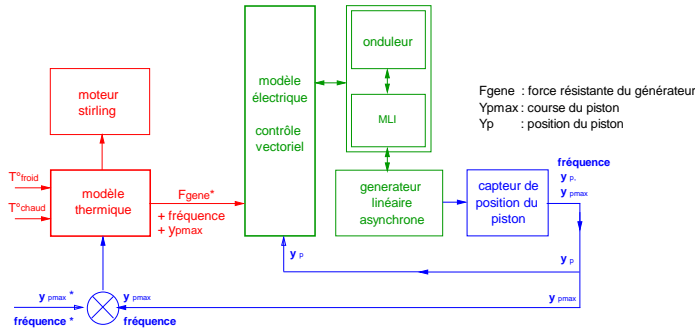 onduleur
MLI
modèle
électrique
contrôle
vectoriel
moteur
stirling
Fgene : force résistante du générateur
Ypmax : course du piston
Yp : position du piston
T°froid
T°chaud
modèle
thermique
Fgene*
+ fréquence
+ ypmax
generateur
linéaire
asynchrone
capteur de
position du
piston
fréquence
y p,
y pmax
y p
y p
y pmax *
fréquence *
y pmax
fréquence
y pmax